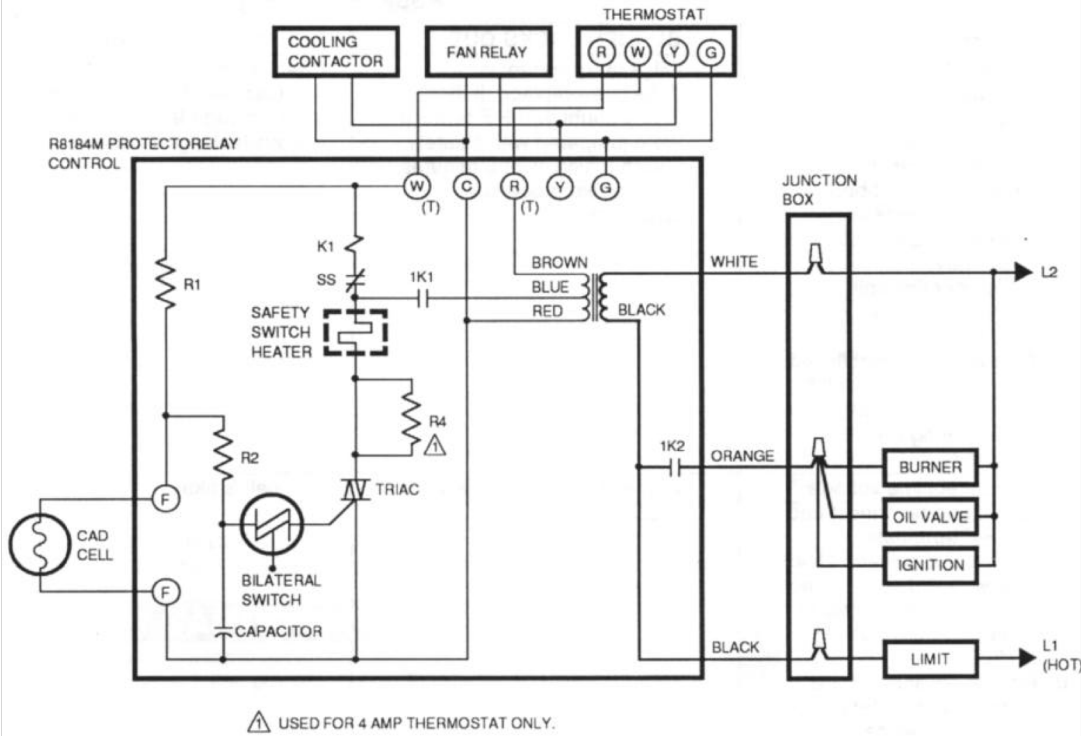 THERMOSTAT
COOLING
CONTACTOR
FAN RELAY
R W Y G
R8184M PROTECTORELAY
CONTROL
W C R Y G
(T) (T)
JUNCTION
BOX
K1
SS
1K1
BROWN
BLUE
RED
BLACK
WHITE
L2
R1
SAFETY
SWITCH
HEATER
R4
1
1K2
ORANGE
BURNER
R2
TRIAC
F
OIL VALVE
CAD
CELL
IGNITION
BILATERAL
SWITCH
F
CAPACITOR
BLACK
LIMIT
L1
(HOT)
1 USED FOR 4 AMP THERMOSTAT ONLY.